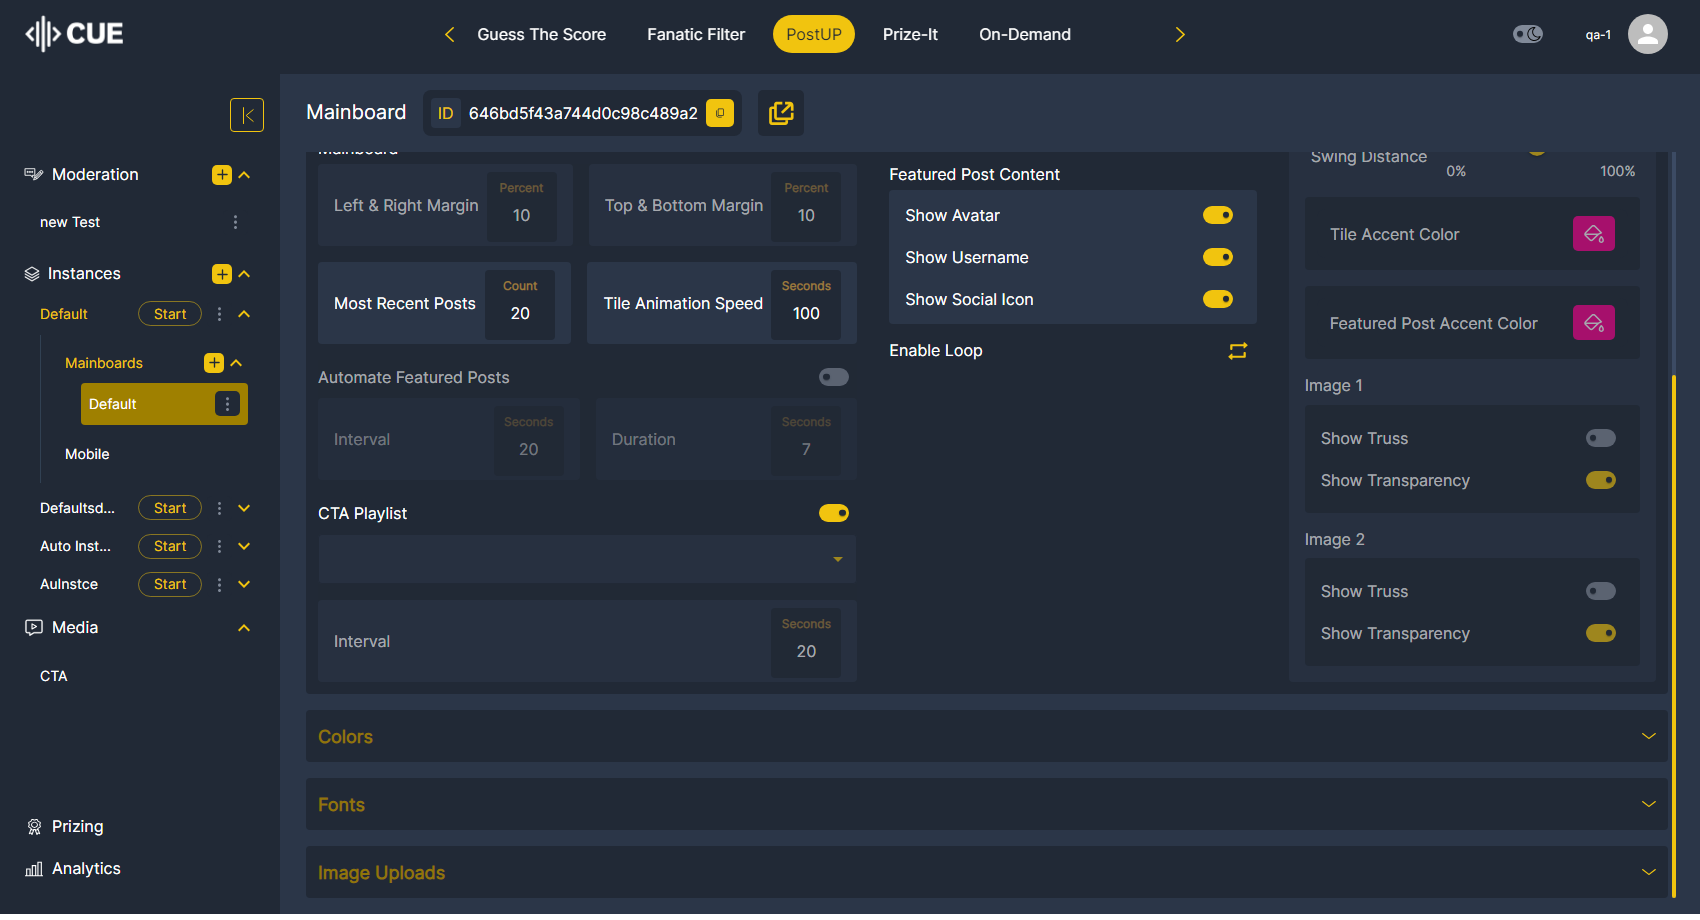 CUE
Guess The Score
Fanatic Filter
PostUP
Prize-It
On-Demand
qa-1
Mainboard
ID
646bd5f43a744d0c98c489a2
Moderation
new Test
Instances
Default
Start
Mainboards
Default
Mobile
Defaultsd...
Start
Auto Inst...
Start
AuInstce
Start
Media
CTA
Prizing
Analytics
Mainboard
Left & Right Margin
Percent
10
Top & Bottom Margin
Percent
10
Most Recent Posts
Count
20
Tile Animation Speed
Seconds
100
Automate Featured Posts
Interval
Seconds
20
Duration
Seconds
7
CTA Playlist
Interval
Seconds
20
Featured Post Content
Show Avatar
Show Username
Show Social Icon
Enable Loop
Swing Distance
0%
100%
Tile Accent Color
Featured Post Accent Color
Image 1
Show Truss
Show Transparency
Image 2
Show Truss
Show Transparency
Colors
Fonts
Image Uploads